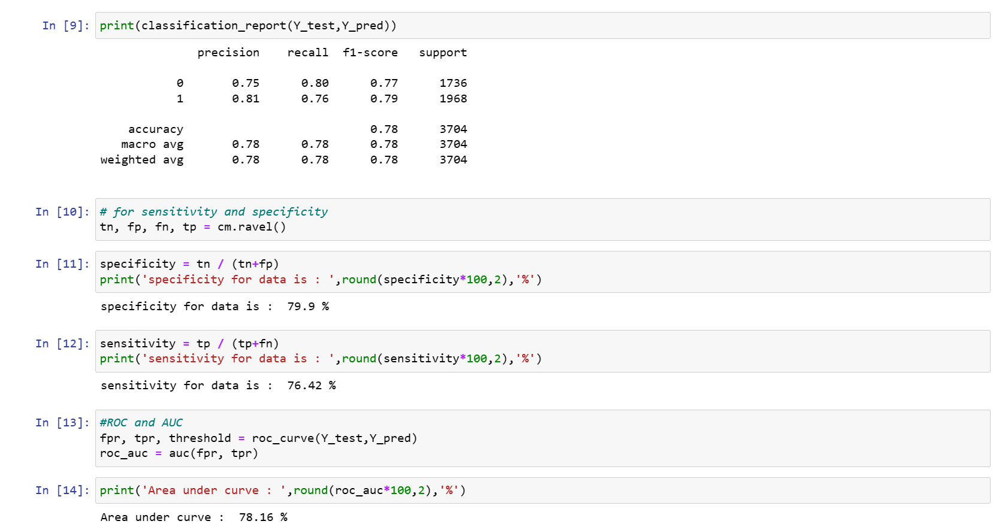 In [9]: print(classification_report(Y_test,Y_pred))
precision recall f1-score support
0 0.75 0.80 0.77 1736
1 0.81 0.76 0.79 1968
accuracy 0.78 3704
macro avg 0.78 0.78 0.78 3704
weighted avg 0.78 0.78 0.78 3704
In [10]: # for sensitivity and specificity
tn, fp, fn, tp = cm.ravel()
In [11]: specificity = tn / (tn+fp)
print('specificity for data is : ',round(specificity*100,2),'%')
specificity for data is :  79.9 %
In [12]: sensitivity = tp / (tp+fn)
print('sensitivity for data is : ',round(sensitivity*100,2),'%')
sensitivity for data is :  76.42 %
In [13]: #ROC and AUC
fpr, tpr, threshold = roc_curve(Y_test,Y_pred)
roc_auc = auc(fpr, tpr)
In [14]: print('Area under curve : ',round(roc_auc*100,2),'%')
Area under curve :  78.16 %